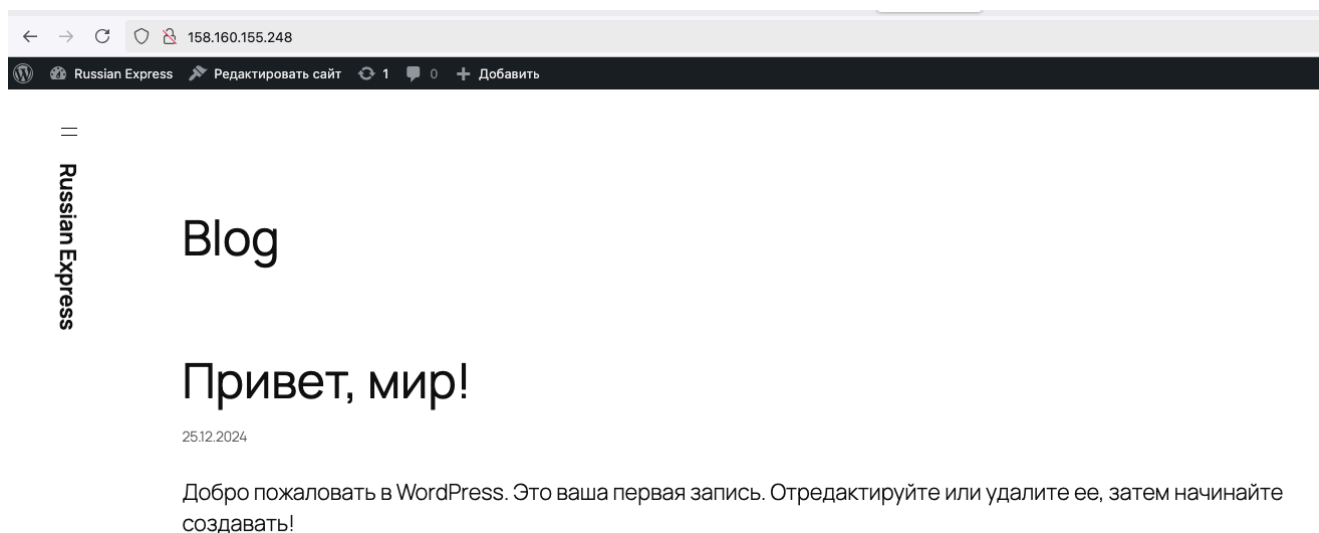 158.160.155.248
Russian Express Редактировать сайт 1 0 Добавить
Russian Express
Blog
Привет, мир!
25.12.2024
Добро пожаловать в WordPress. Это ваша первая запись. Отредактируйте или удалите ее, затем начинайте
создавать!